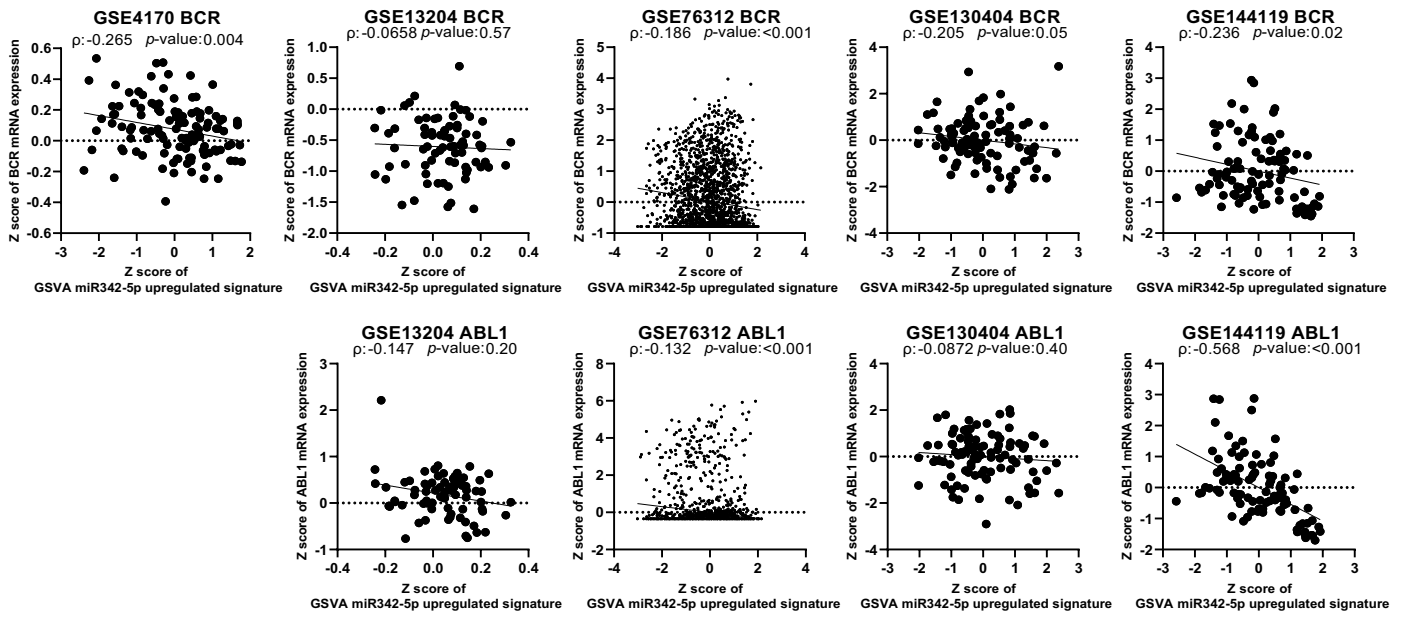 GSE4170 BCR
ρ:-0.265 p-value:0.004
Z score of BCR mRNA expression
0.6
0.4
0.2
0.0
-0.2
-0.4
-0.6
-3 -2 -1 0 1 2
Z score of
GSVA miR342-5p upregulated signature
GSE13204 BCR
ρ:-0.0658 p-value:0.57
Z score of BCR mRNA expression
1.0
0.5
0.0
-0.5
-1.0
-1.5
-2.0
-0.4 -0.2 0.0 0.2 0.4
Z score of
GSVA miR342-5p upregulated signature
GSE76312 BCR
ρ:-0.186 p-value:<0.001
Z score of BCR mRNA expression
5
4
3
2
1
0
-1
-4 -2 0 2 4
Z score of
GSVA miR342-5p upregulated signature
GSE130404 BCR
ρ:-0.205 p-value:0.05
Z score of BCR mRNA expression
4
2
0
-2
-4
-3 -2 -1 0 1 2 3
Z score of
GSVA miR342-5p upregulated signature
GSE144119 BCR
ρ:-0.236 p-value:0.02
Z score of BCR mRNA expression
4
3
2
1
0
-1
-2
-3 -2 -1 0 1 2 3
Z score of
GSVA miR342-5p upregulated signature
GSE13204 ABL1
ρ:-0.147 p-value:0.20
Z score of ABL1 mRNA expression
3
2
1
0
-1
-0.4 -0.2 0.0 0.2 0.4
Z score of
GSVA miR342-5p upregulated signature
GSE76312 ABL1
ρ:-0.132 p-value:<0.001
Z score of ABL1 mRNA expression
8
6
4
2
0
-2
-4 -2 0 2 4
Z score of
GSVA miR342-5p upregulated signature
GSE130404 ABL1
ρ:-0.0872 p-value:0.40
Z score of ABL1 mRNA expression
4
2
0
-2
-4
-3 -2 -1 0 1 2 3
Z score of
GSVA miR342-5p upregulated signature
GSE144119 ABL1
ρ:-0.568 p-value:<0.001
Z score of ABL1 mRNA expression
4
3
2
1
0
-1
-2
-3 -2 -1 0 1 2 3
Z score of
GSVA miR342-5p upregulated signature